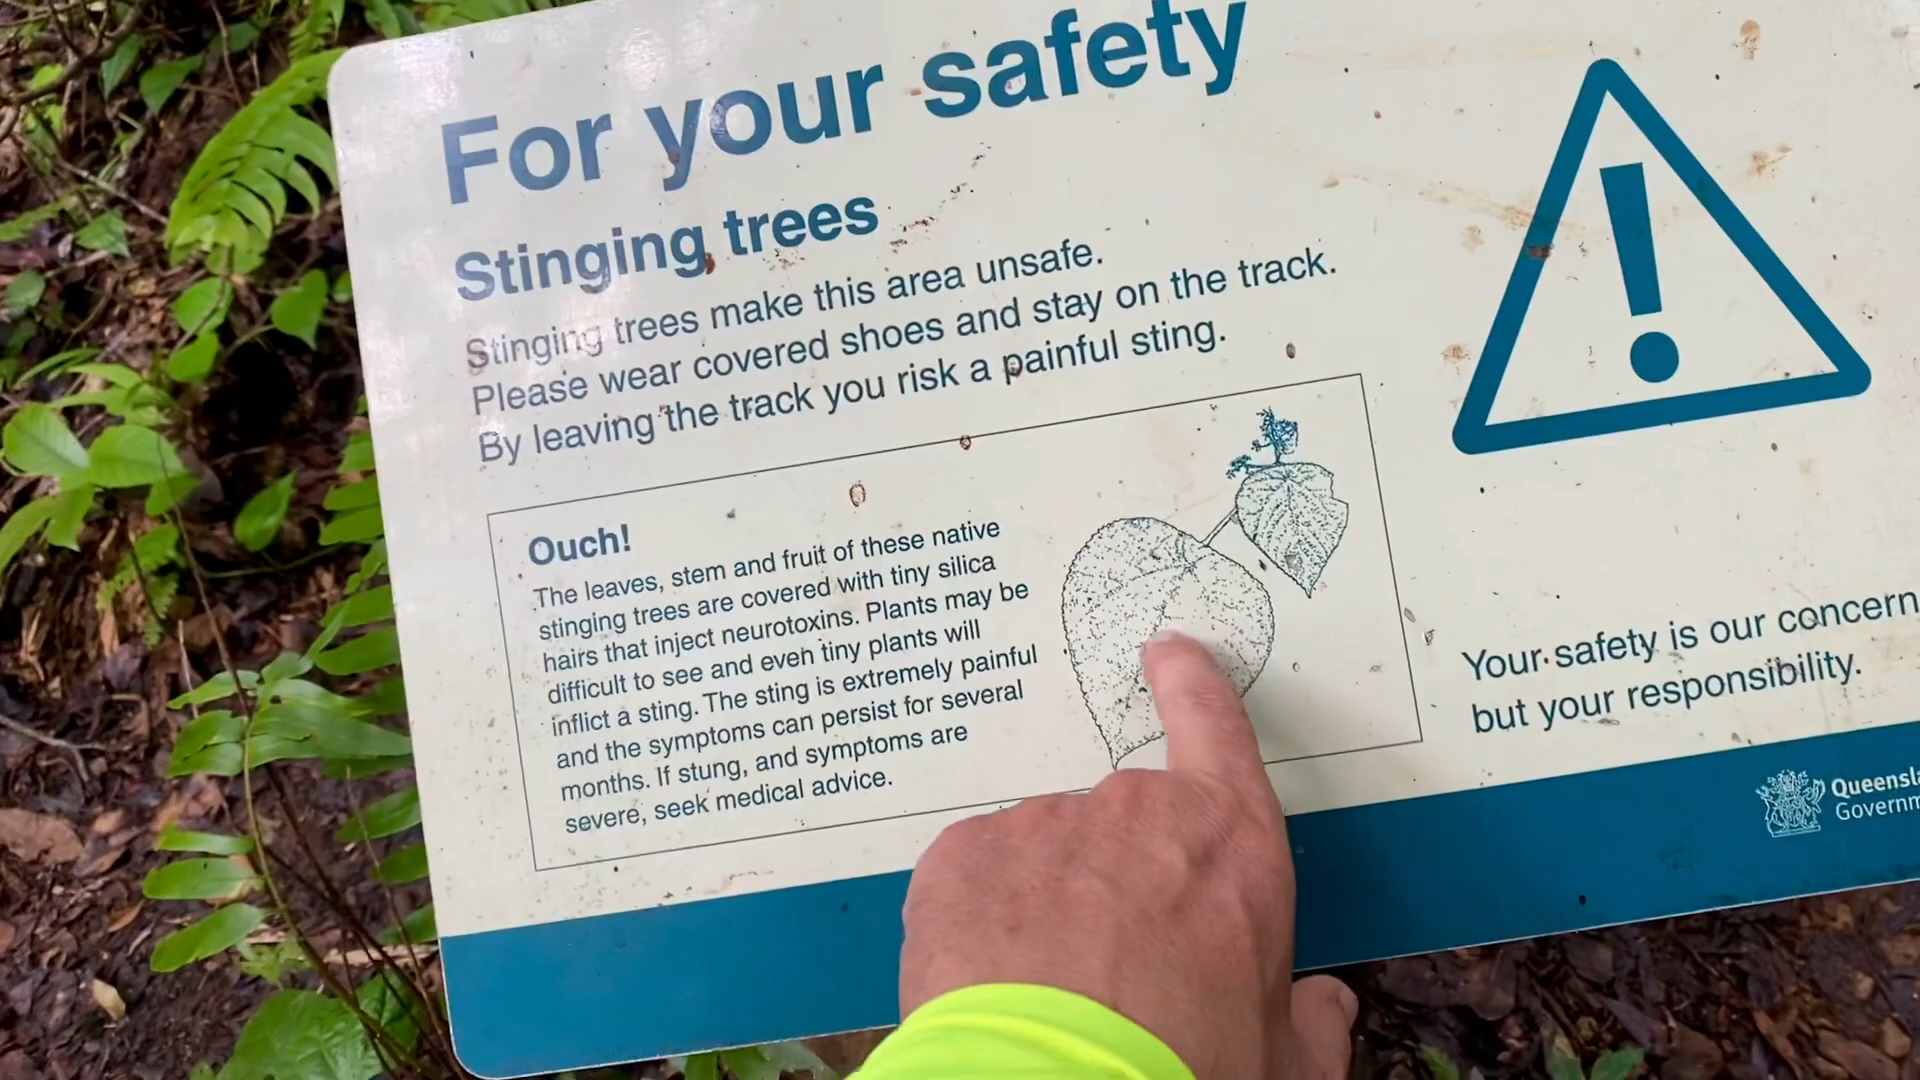 For your safety
Stinging trees
Stinging trees make this area unsafe.
Please wear covered shoes and stay on the track.
By leaving the track you risk a painful sting.
Ouch!
The leaves, stem and fruit of these native
stinging trees are covered with tiny silica
hairs that inject neurotoxins. Plants may be
difficult to see and even tiny plants will
inflict a sting. The sting is extremely painful
and the symptoms can persist for several
months. If stung, and symptoms are
severe, seek medical advice.
Your safety is our concern
but your responsibility.